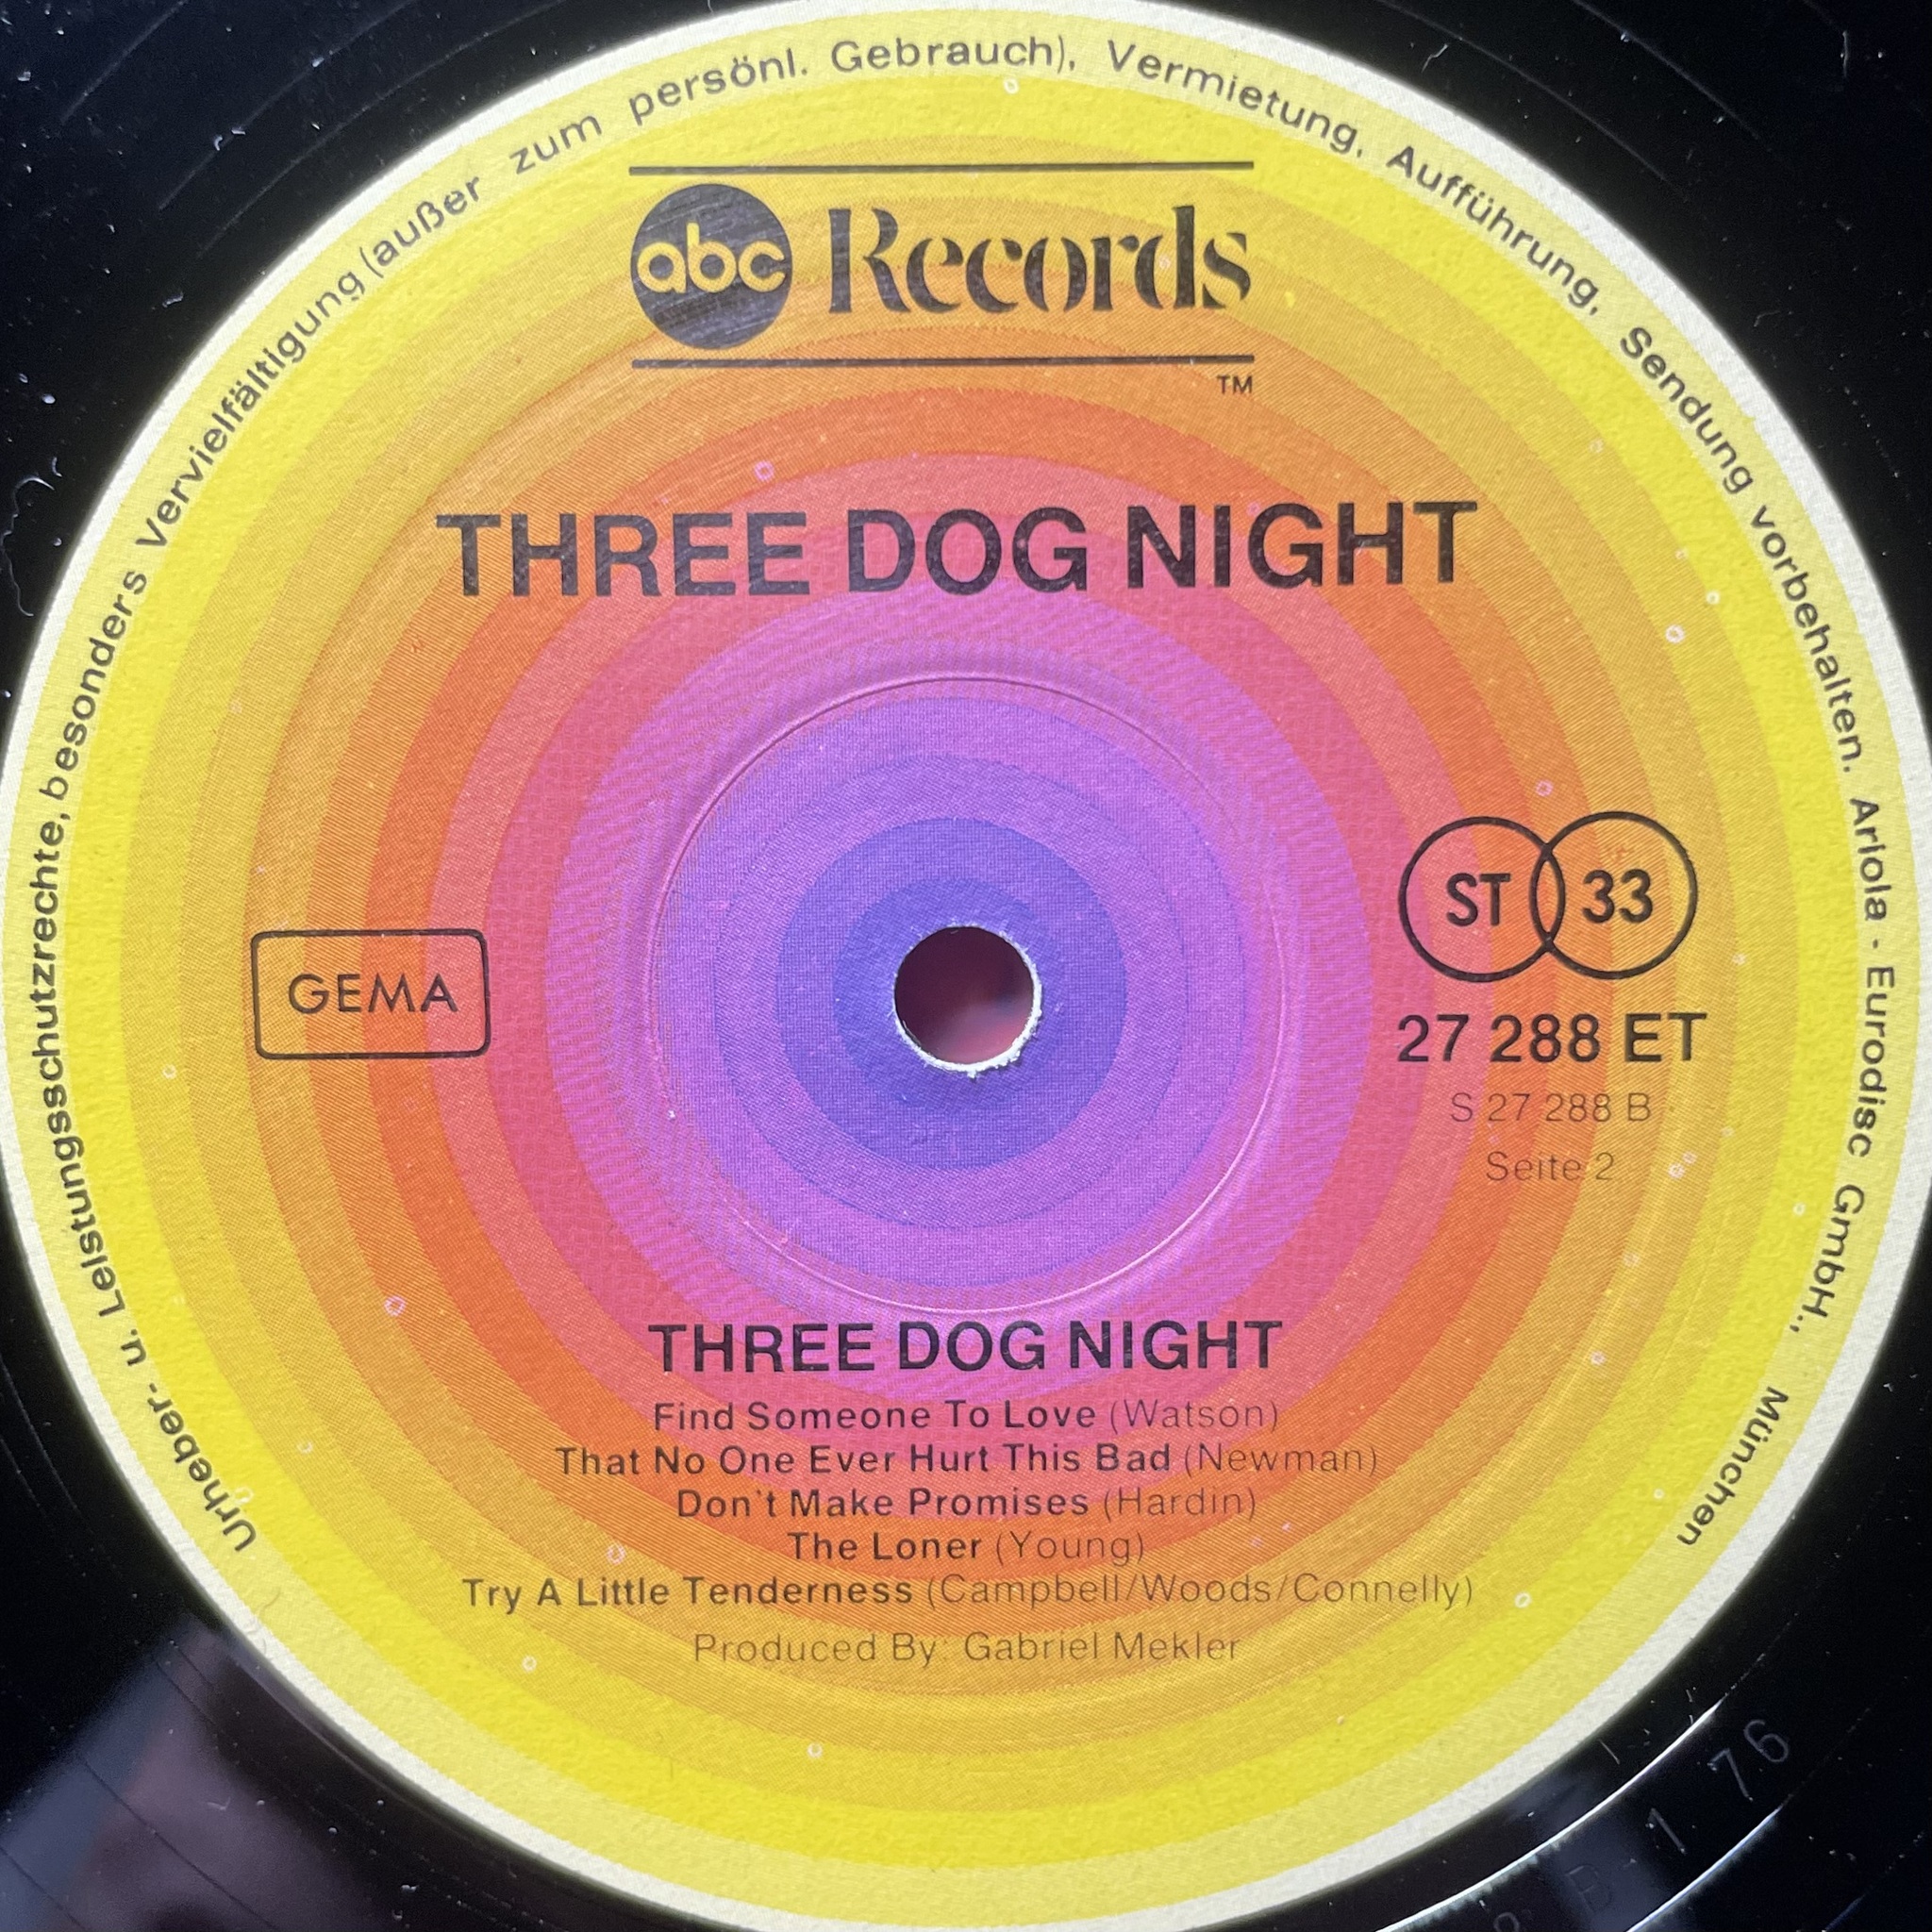 Urheber- u. Leistungsschutzrechte, besonders Vervielfältigung (außer zum persönl. Gebrauch), Vermietung, Aufführung, Sendung vorbehalten. Ariola - Eurodisc GmbH., München
abc Records
TM
THREE DOG NIGHT
GEMA
ST 33
27 288 ET
S 27 288 B
Seite 2
THREE DOG NIGHT
Find Someone To Love (Watson)
That No One Ever Hurt This Bad (Newman)
Don't Make Promises (Hardin)
The Loner (Young)
Try A Little Tenderness (Campbell/Woods/Connelly)
Produced By: Gabriel Mekler
76